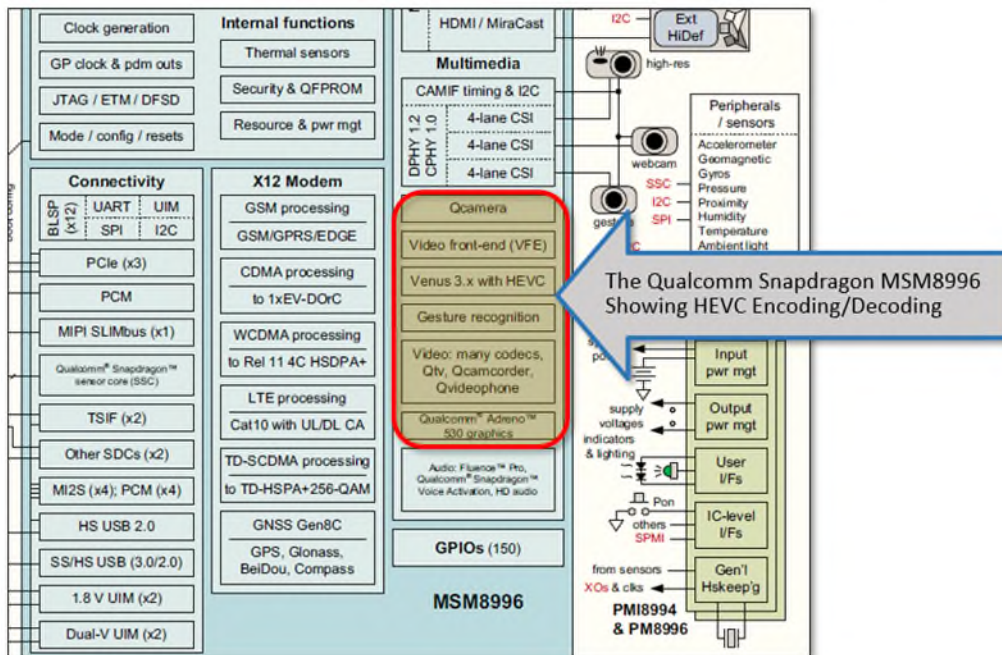 Clock generation
GP clock & pdm outs
JTAG / ETM / DFSD
Mode / config / resets
Internal functions
Thermal sensors
Security & QFPROM
Resource & pwr mgt
HDMI / MiraCast
Multimedia
CAMIF timing & I2C
DPHY 1.2
CPHY 1.0
4-lane CSI
4-lane CSI
4-lane CSI
I2C
Ext
HiDef
high-res
webcam
SSC
I2C
SPI
Peripherals
/ sensors
Accelerometer
Geomagnetic
Gyros
Pressure
Proximity
Humidity
Temperature
Ambient light
Connectivity
BLSP
(x12)
UART
UIM
SPI
I2C
PCIe (x3)
PCM
MIPI SLIMbus (x1)
Qualcomm® Snapdragon™
sensor core (SSC)
TSIF (x2)
Other SDCs (x2)
MI2S (x4); PCM (x4)
HS USB 2.0
SS/HS USB (3.0/2.0)
1.8 V UIM (x2)
Dual-V UIM (x2)
X12 Modem
GSM processing
GSM/GPRS/EDGE
CDMA processing
to 1xEV-DOrC
WCDMA processing
to Rel 11 4C HSDPA+
LTE processing
Cat10 with UL/DL CA
TD-SCDMA processing
to TD-HSPA+256-QAM
GNSS Gen8C
GPS, Glonass,
BeiDou, Compass
Qcamera
Video front-end (VFE)
Venus 3.x with HEVC
Gesture recognition
Video: many codecs,
Qtv, Qcamcorder,
Qvideophone
Qualcomm® Adreno™
530 graphics
Audio: Fluence™ Pro,
Qualcomm® Snapdragon™
Voice Activation, HD audio
GPIOs (150)
MSM8996
The Qualcomm Snapdragon MSM8996
Showing HEVC Encoding/Decoding
Input
pwr mgt
supply
voltages
Output
pwr mgt
indicators
& lighting
User
I/Fs
Pon
others
SPMI
IC-level
I/Fs
from sensors
XOs & clks
Gen'l
Hskeep'g
PMI8994
& PM8996